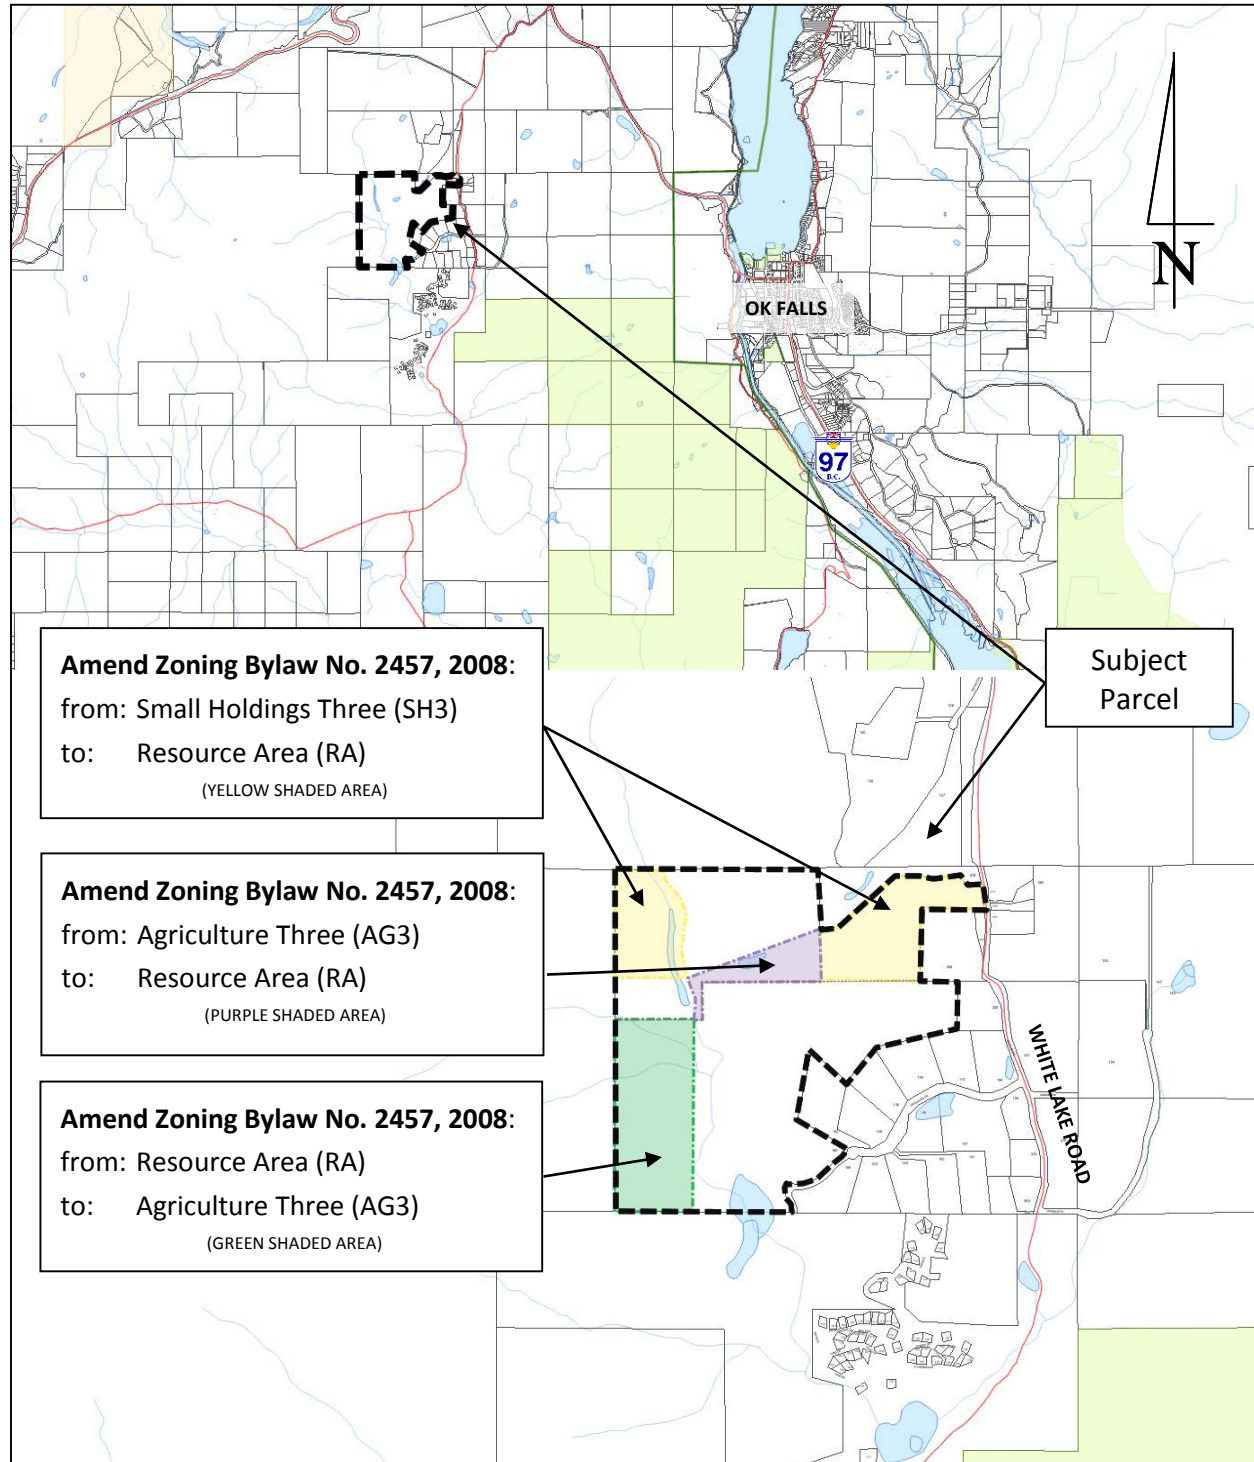 N
OK FALLS
97
B.C.
Amend Zoning Bylaw No. 2457, 2008:
from: Small Holdings Three (SH3)
to: Resource Area (RA)
(YELLOW SHADED AREA)
Subject
Parcel
Amend Zoning Bylaw No. 2457, 2008:
from: Agriculture Three (AG3)
to: Resource Area (RA)
(PURPLE SHADED AREA)
WHITE LAKE ROAD
Amend Zoning Bylaw No. 2457, 2008:
from: Resource Area (RA)
to: Agriculture Three (AG3)
(GREEN SHADED AREA)